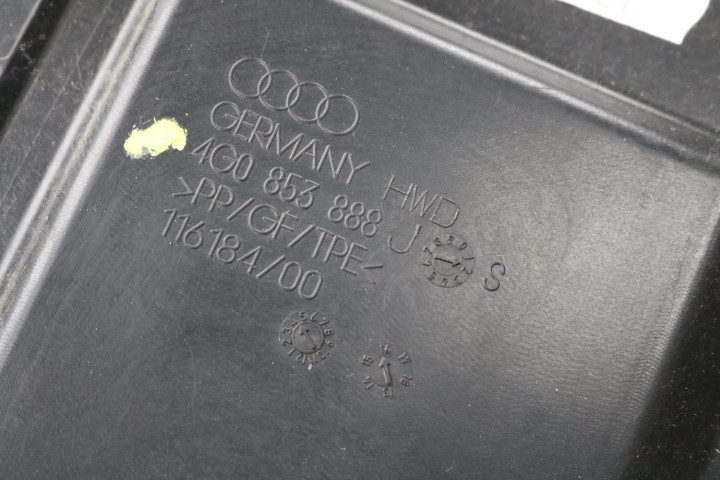 GERMANY HWD
4G0 853 888 J S
>PP/GF/TPE<
116184/00